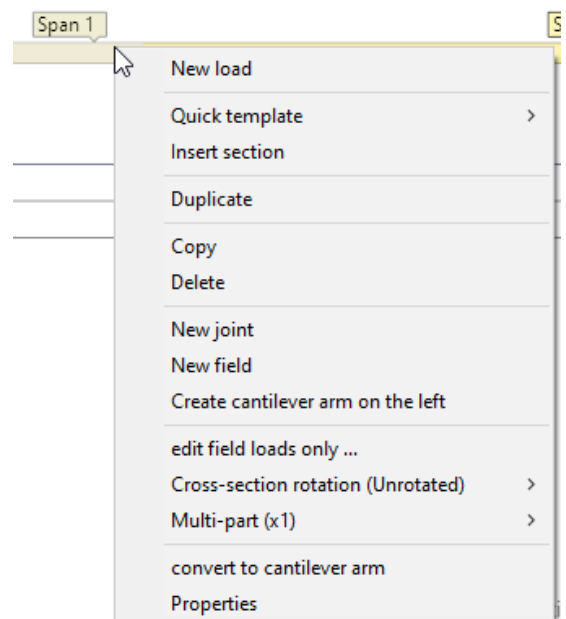 Span 1
New load
Quick template
Insert section
Duplicate
Copy
Delete
New joint
New field
Create cantilever arm on the left
edit field loads only ...
Cross-section rotation (Unrotated)
Multi-part (x1)
convert to cantilever arm
Properties